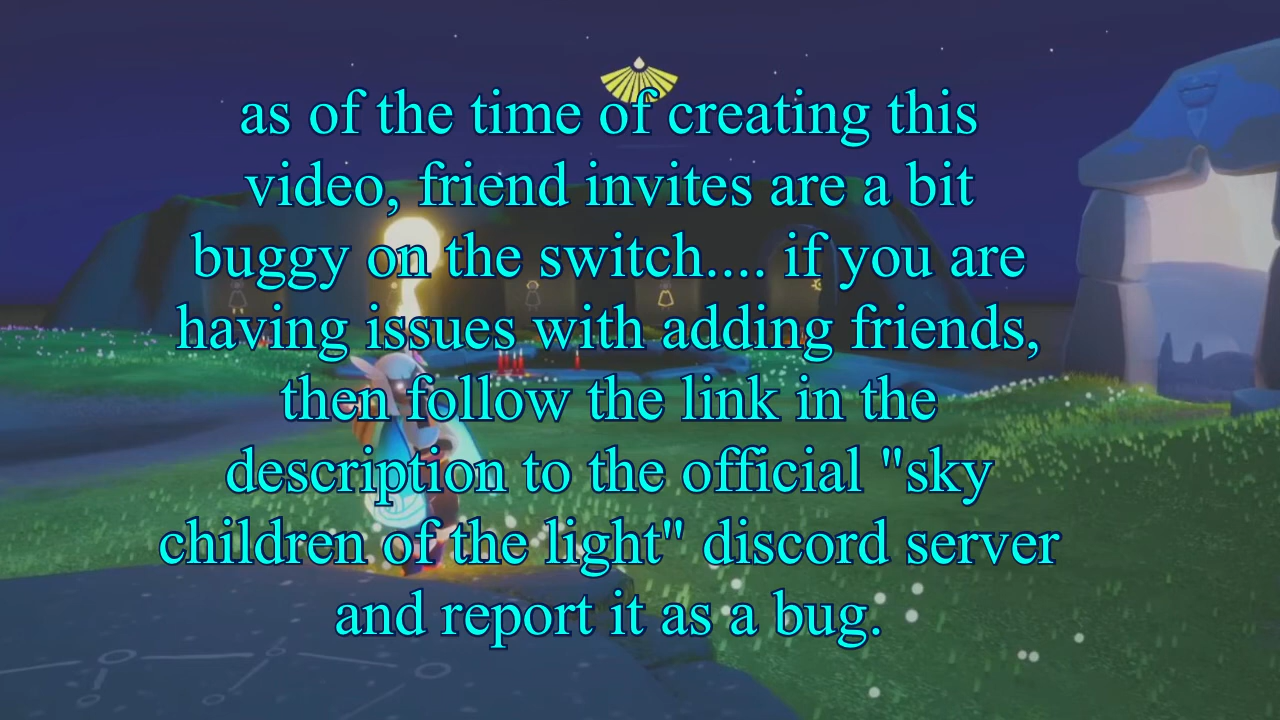 as of the time of creating this
video, friend invites are a bit
buggy on the switch.... if you are
having issues with adding friends,
then follow the link in the
description to the official "sky
children of the light" discord server
and report it as a bug.